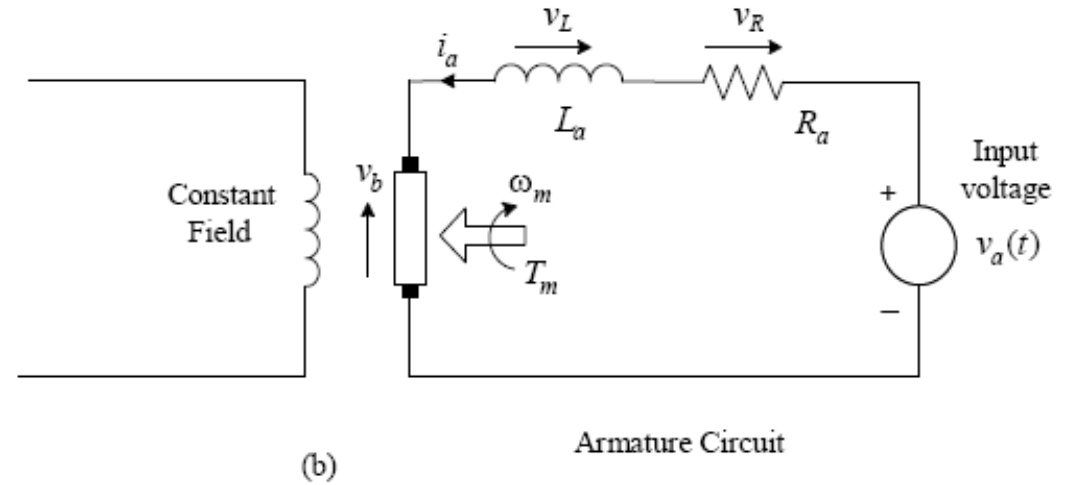 v_L
v_R
i_a
L_a
R_a
Input
voltage
Constant
Field
v_b
ω_m
T_m
+
v_a(t)
−
Armature Circuit
(b)